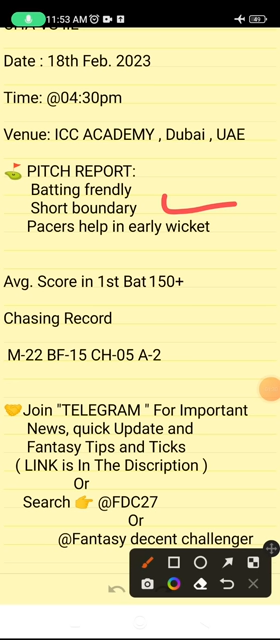 11:53 AM
49
Date : 18th Feb. 2023
Time: @04:30pm
Venue: ICC ACADEMY , Dubai , UAE
⛳ PITCH REPORT:
Batting frendly
Short boundary
Pacers help in early wicket
Avg. Score in 1st Bat 150+
Chasing Record
M-22 BF-15 CH-05 A-2
🤝Join "TELEGRAM " For Important
News, quick Update and
Fantasy Tips and Ticks
( LINK is In The Discription )
Or
Search 👉 @FDC27
Or
@Fantasy decent challenger